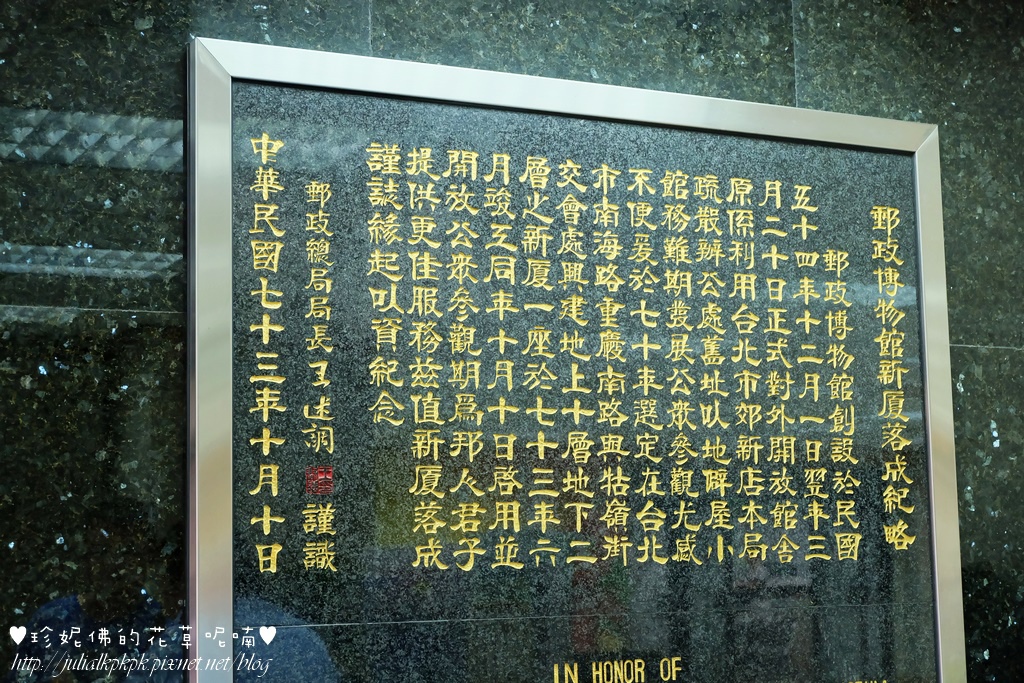 郵政博物館新厦落成紀略
郵政博物館創設於民國
五十四年十二月一日翌年三
月二十日正式對外開放館舍
原係利用台北市郊新店本局
疏散辦公處舊址以地僻屋小
館務難期發展公衆參觀尤感
不便爰於七十年選定在台北
市南海路重慶南路與牯嶺街
交會處興建地上十層地下二
層之新厦一座於七十三年六
月竣工同年十月十日啓用並
開放公衆參觀期爲邦人君子
提供更佳服務茲值新厦落成
謹誌緣起以資紀念
郵政總局局長王述調 謹識
中華民國七十三年十月十日
IN HONOR OF
♥珍妮佛的花草呢喃♥
http://julialkpkpk.pixnet.net/blog